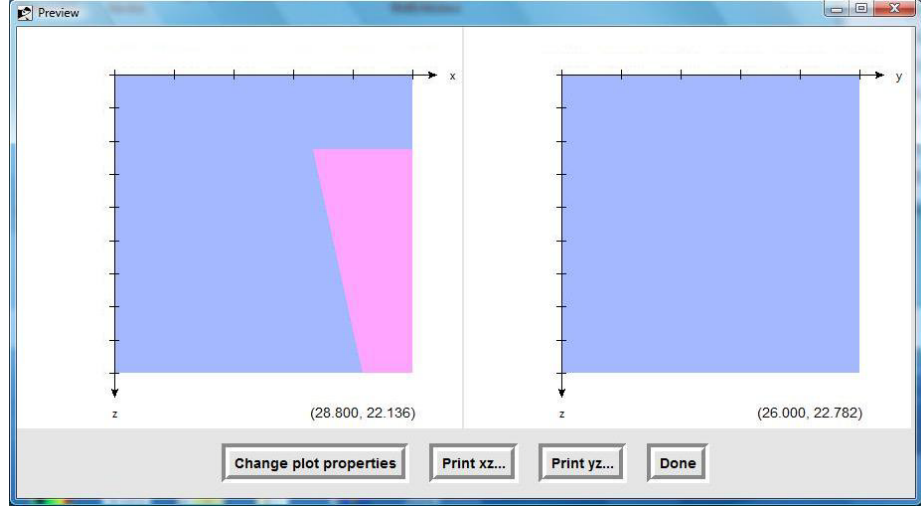 Preview
x
y
z
(28.800, 22.136)
z
(26.000, 22.782)
Change plot properties
Print xz...
Print yz...
Done